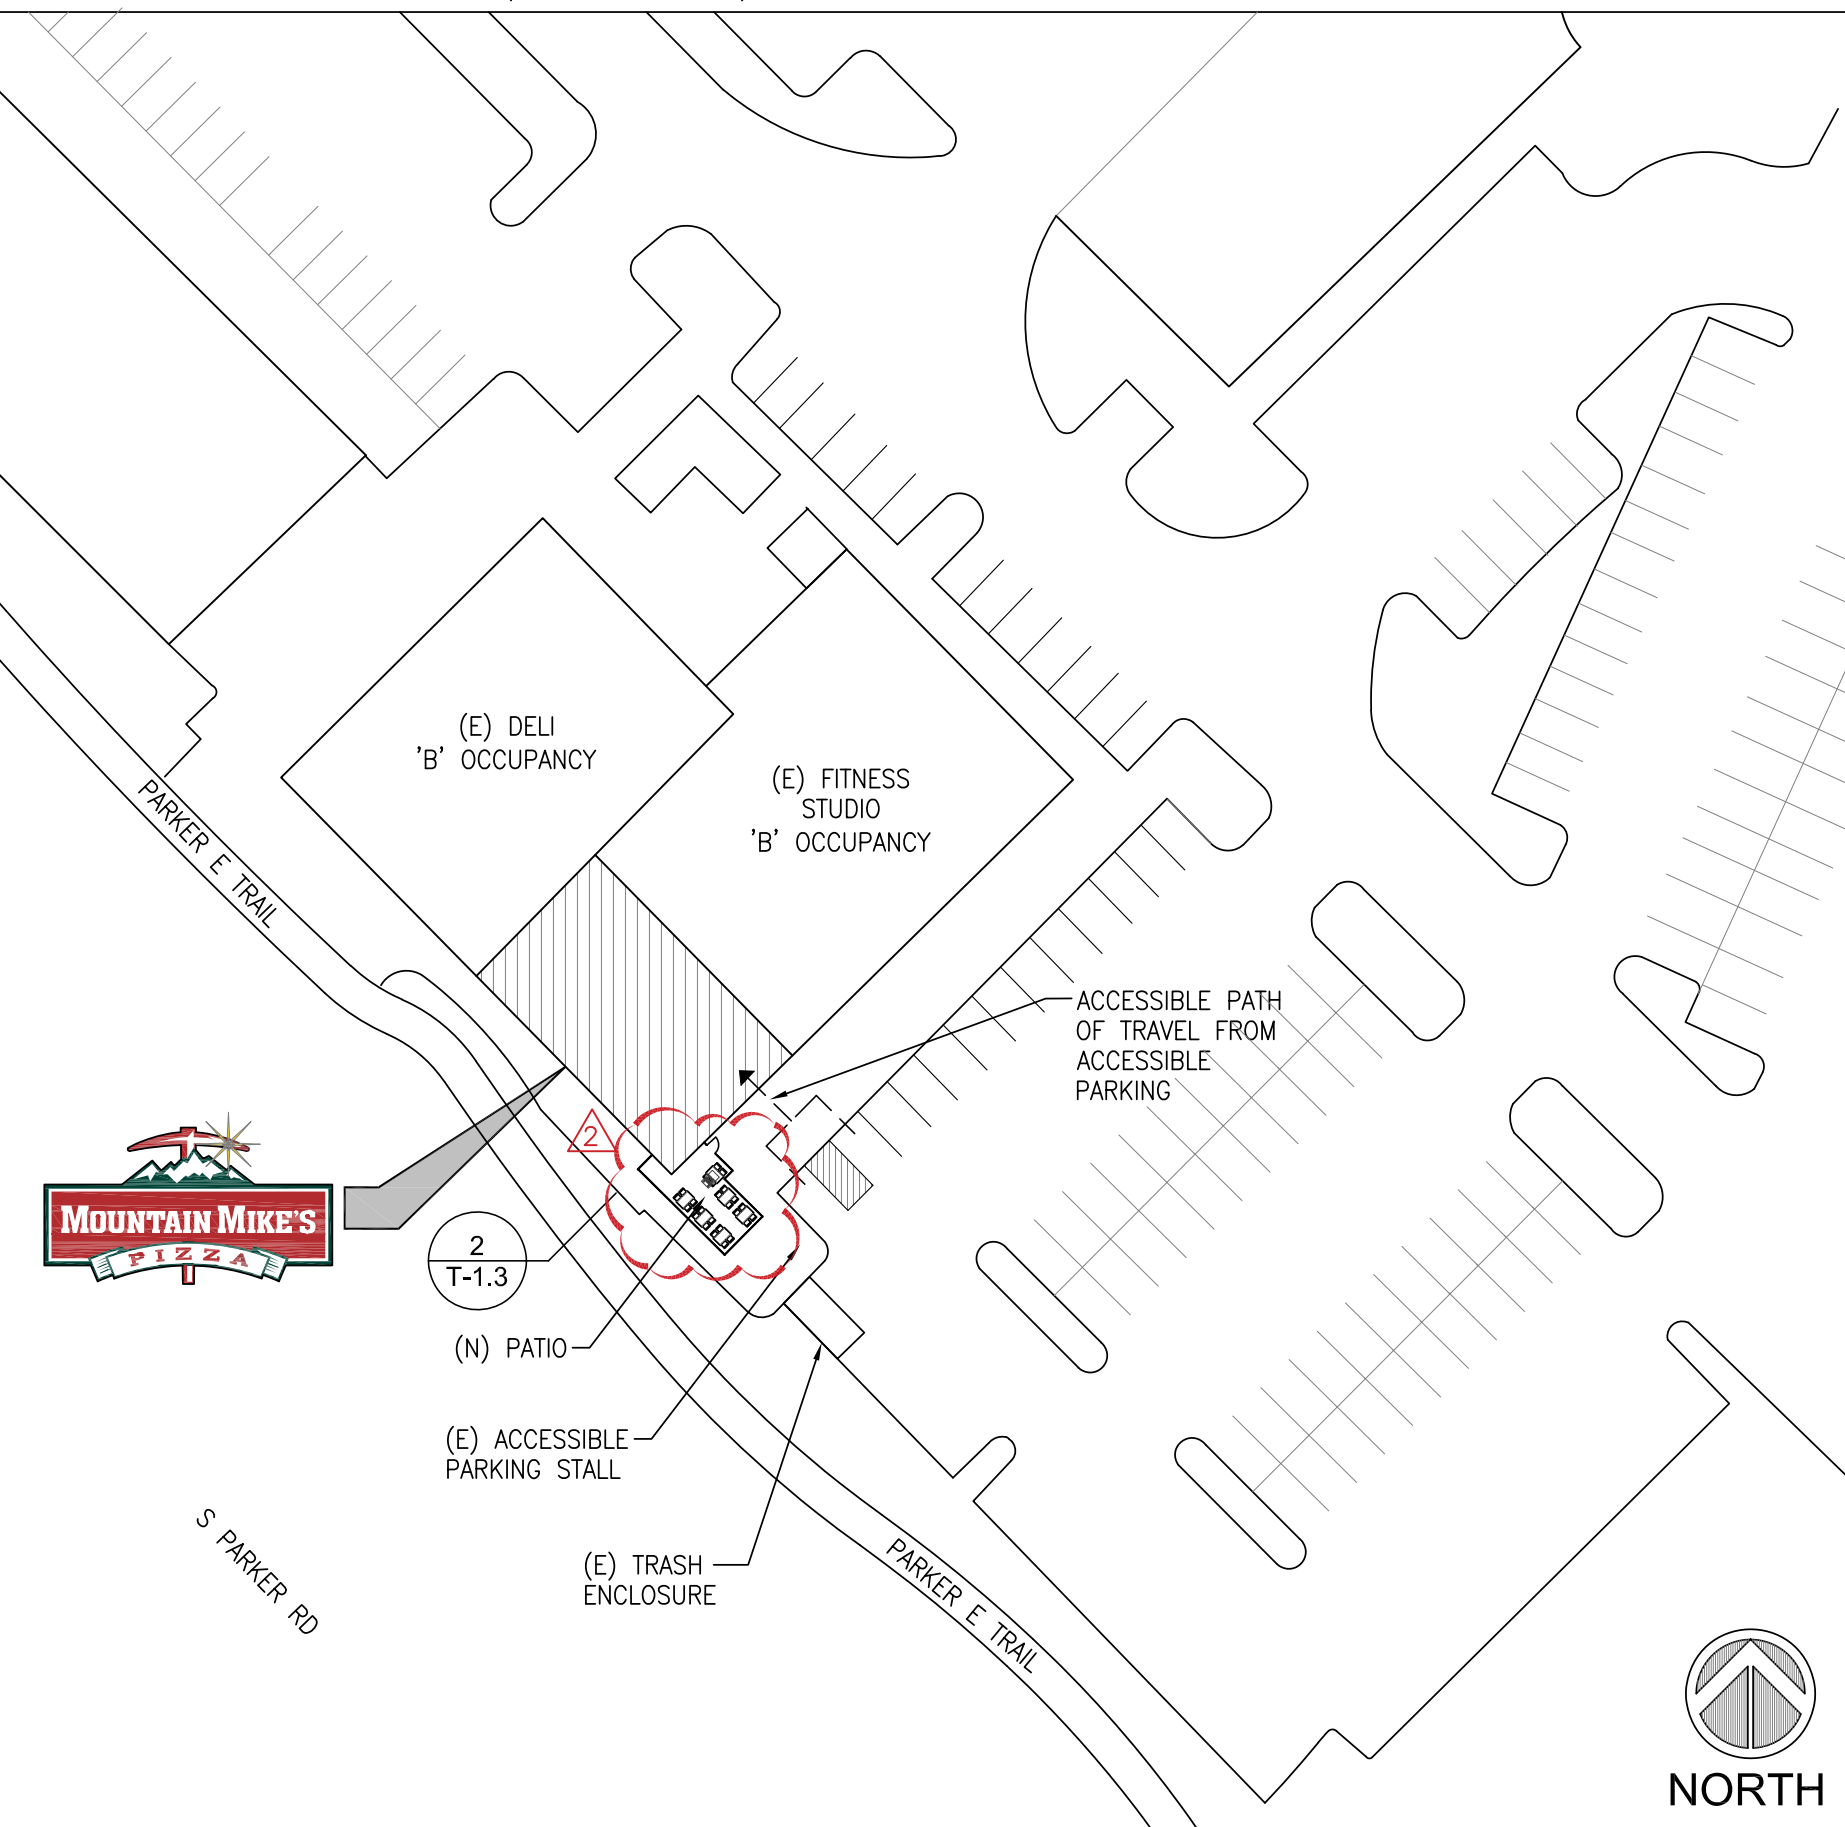 (E) DELI
'B' OCCUPANCY
(E) FITNESS
STUDIO
'B' OCCUPANCY
PARKER E TRAIL
ACCESSIBLE PATH
OF TRAVEL FROM
ACCESSIBLE
PARKING
2
MOUNTAIN MIKE'S
PIZZA
2
T-1.3
(N) PATIO
(E) ACCESSIBLE
PARKING STALL
S PARKER RD
(E) TRASH
ENCLOSURE
PARKER E TRAIL
NORTH